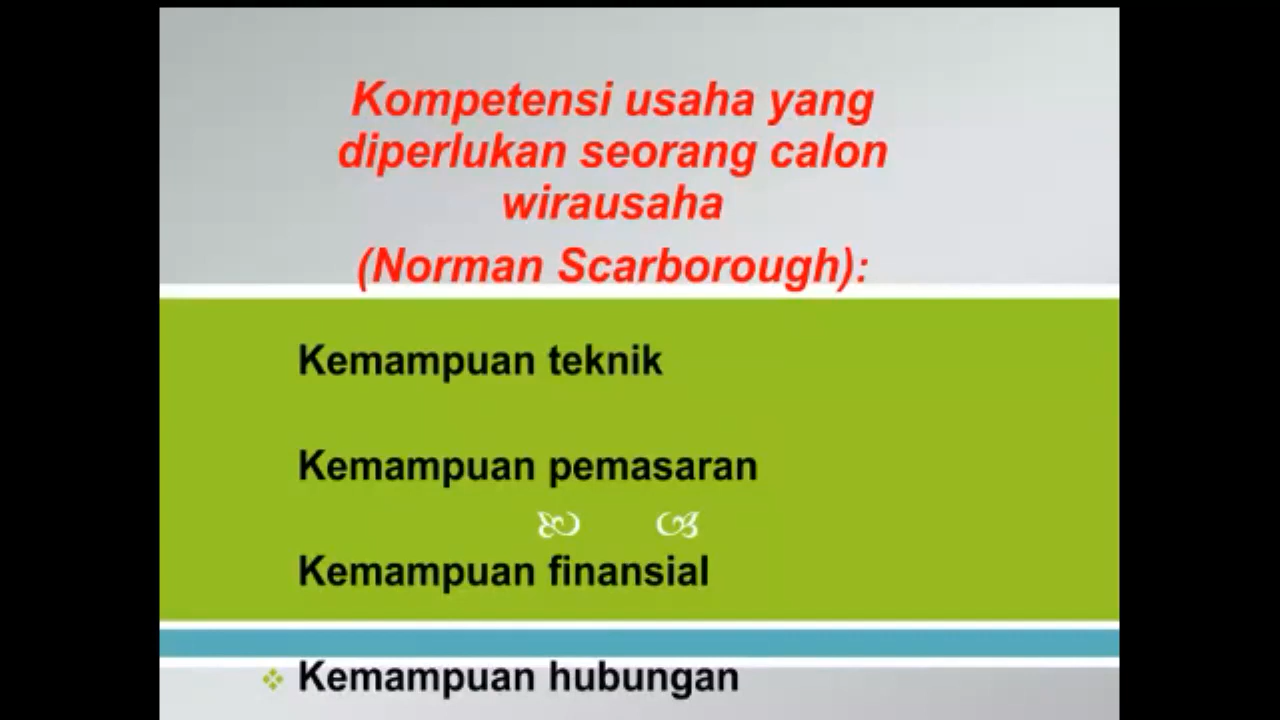 Kompetensi usaha yang
diperlukan seorang calon
wirausaha
(Norman Scarborough):
Kemampuan teknik
Kemampuan pemasaran
Kemampuan finansial
Kemampuan hubungan